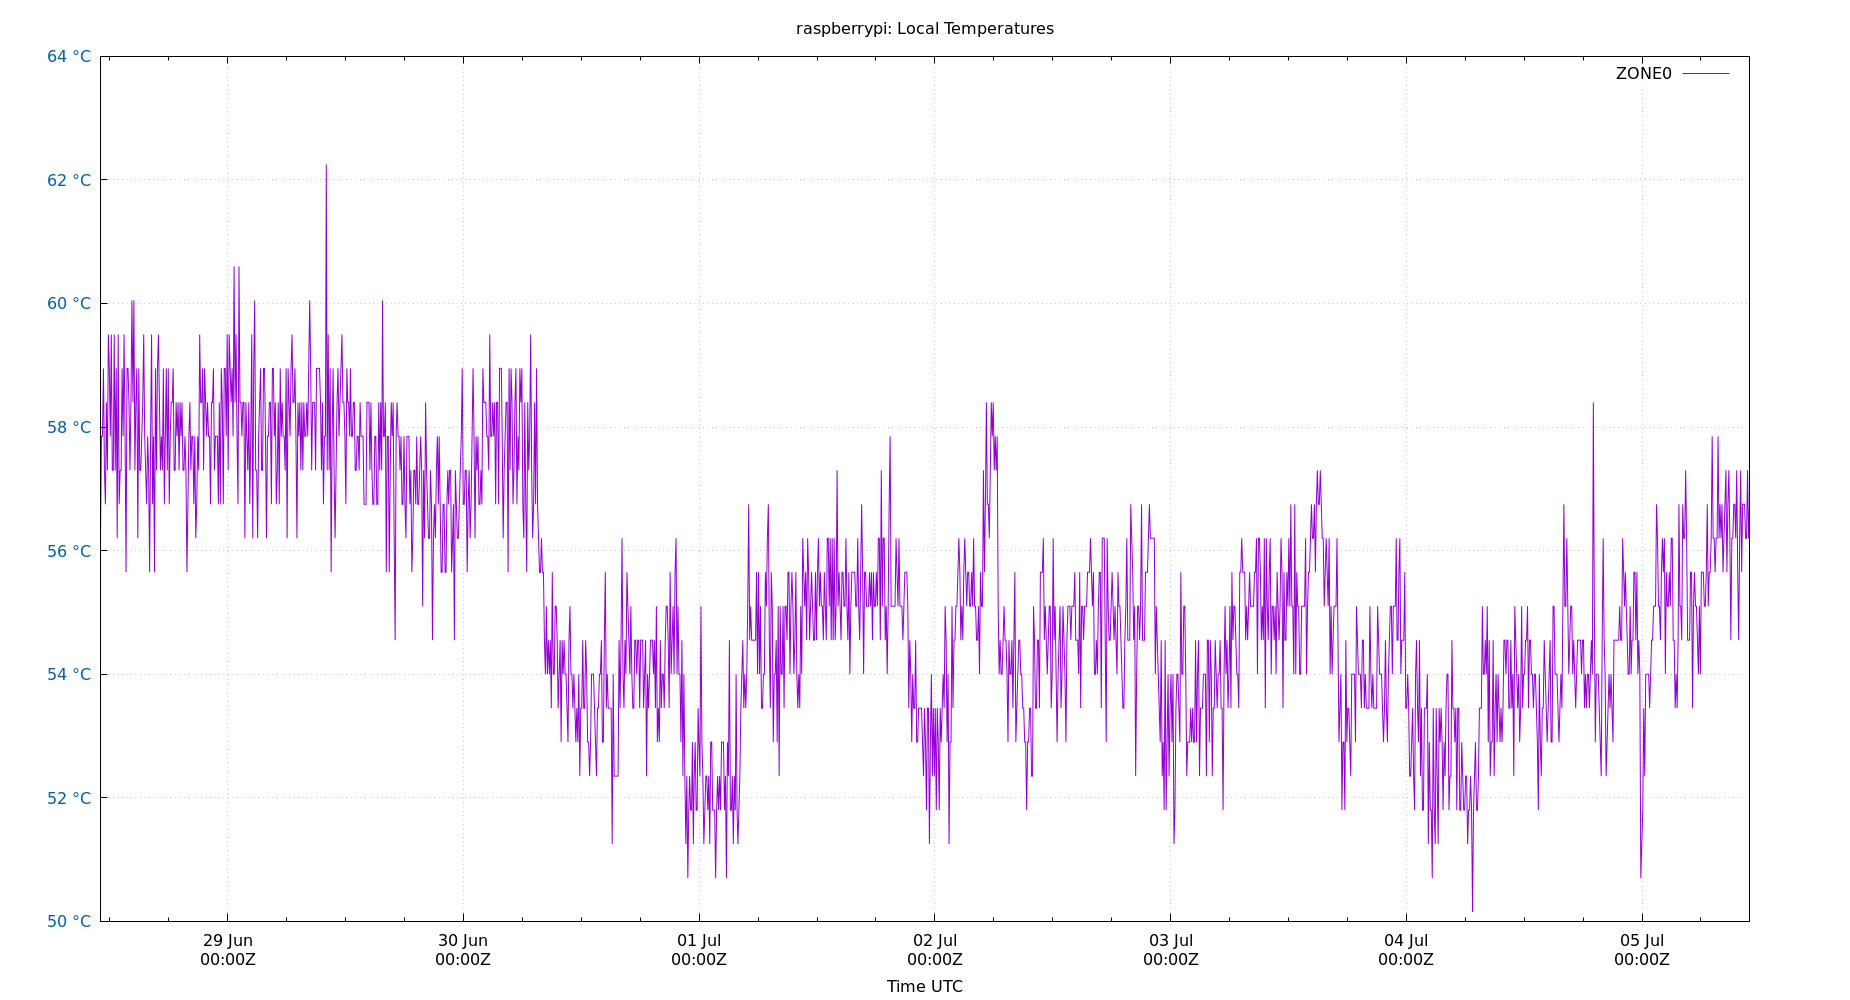 raspberrypi: Local Temperatures
ZONE0
64 °C
62 °C
60 °C
58 °C
56 °C
54 °C
52 °C
50 °C
29 Jun 30 Jun 01 Jul 02 Jul 03 Jul 04 Jul 05 Jul
00:00Z 00:00Z 00:00Z 00:00Z 00:00Z 00:00Z 00:00Z
Time UTC